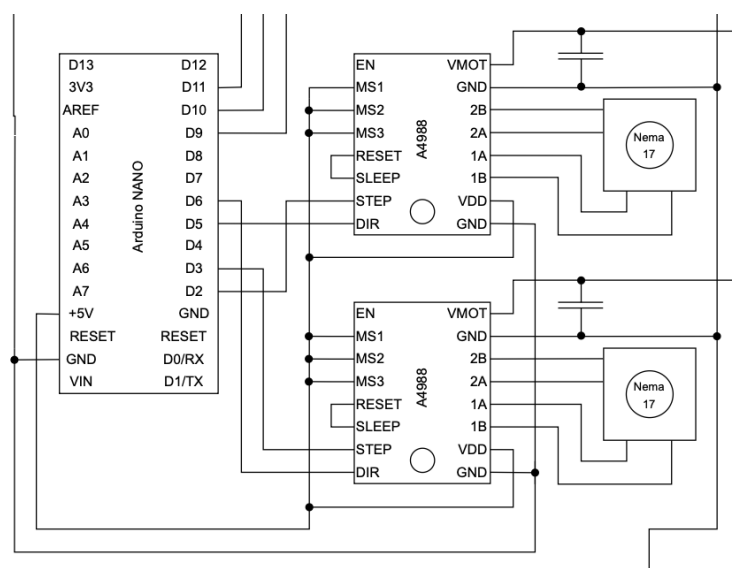 D13 D12
3V3 D11
AREF D10
A0 D9
A1 D8
A2 D7
A3 D6
A4 D5
A5 D4
A6 D3
A7 D2
+5V GND
RESET RESET
GND D0/RX
VIN D1/TX
Arduino NANO
EN VMOT
MS1 GND
MS2 2B
MS3 2A
RESET 1A
SLEEP 1B
STEP VDD
DIR GND
A4988
Nema
17
EN VMOT
MS1 GND
MS2 2B
MS3 2A
RESET 1A
SLEEP 1B
STEP VDD
DIR GND
A4988
Nema
17